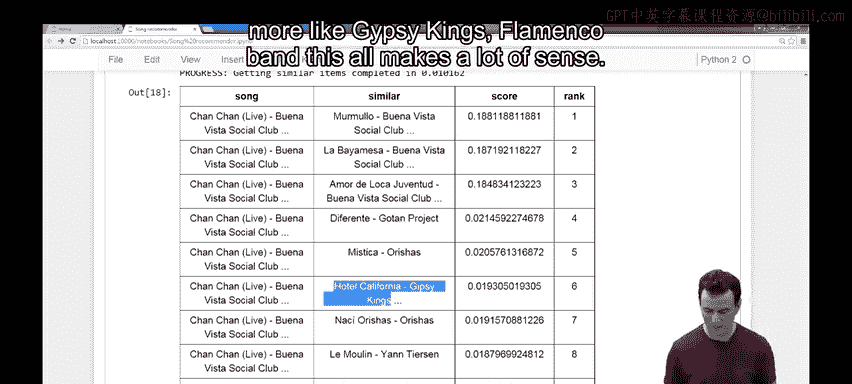 GPT中英字幕课程资源@bilibili.com
more like Gypsy Kings, Flamenco
band this all makes a lot of sense.
Song recommender
localhost:10000/notebooks/Song%20recommender.ipynb
File Edit View Insert Python 2
PROGRESS: Getting similar items completed in 0.010162
Out[18]:
song similar score rank
Chan Chan (Live) - Buena Vista Social Club ... Murmullo - Buena Vista Social Club ... 0.188118811881 1
Chan Chan (Live) - Buena Vista Social Club ... La Bayamesa - Buena Vista Social Club ... 0.187192118227 2
Chan Chan (Live) - Buena Vista Social Club ... Amor de Loca Juventud - Buena Vista Social Club ... 0.184834123223 3
Chan Chan (Live) - Buena Vista Social Club ... Diferente - Gotan Project 0.0214592274678 4
Chan Chan (Live) - Buena Vista Social Club ... Mistica - Orishas 0.0205761316872 5
Chan Chan (Live) - Buena Vista Social Club ... Hotel California - Gipsy Kings ... 0.019305019305 6
Chan Chan (Live) - Buena Vista Social Club ... Nací Orishas - Orishas 0.0191570881226 7
Chan Chan (Live) - Buena Vista Social Club ... Le Moulin - Yann Tiersen 0.0187969924812 8